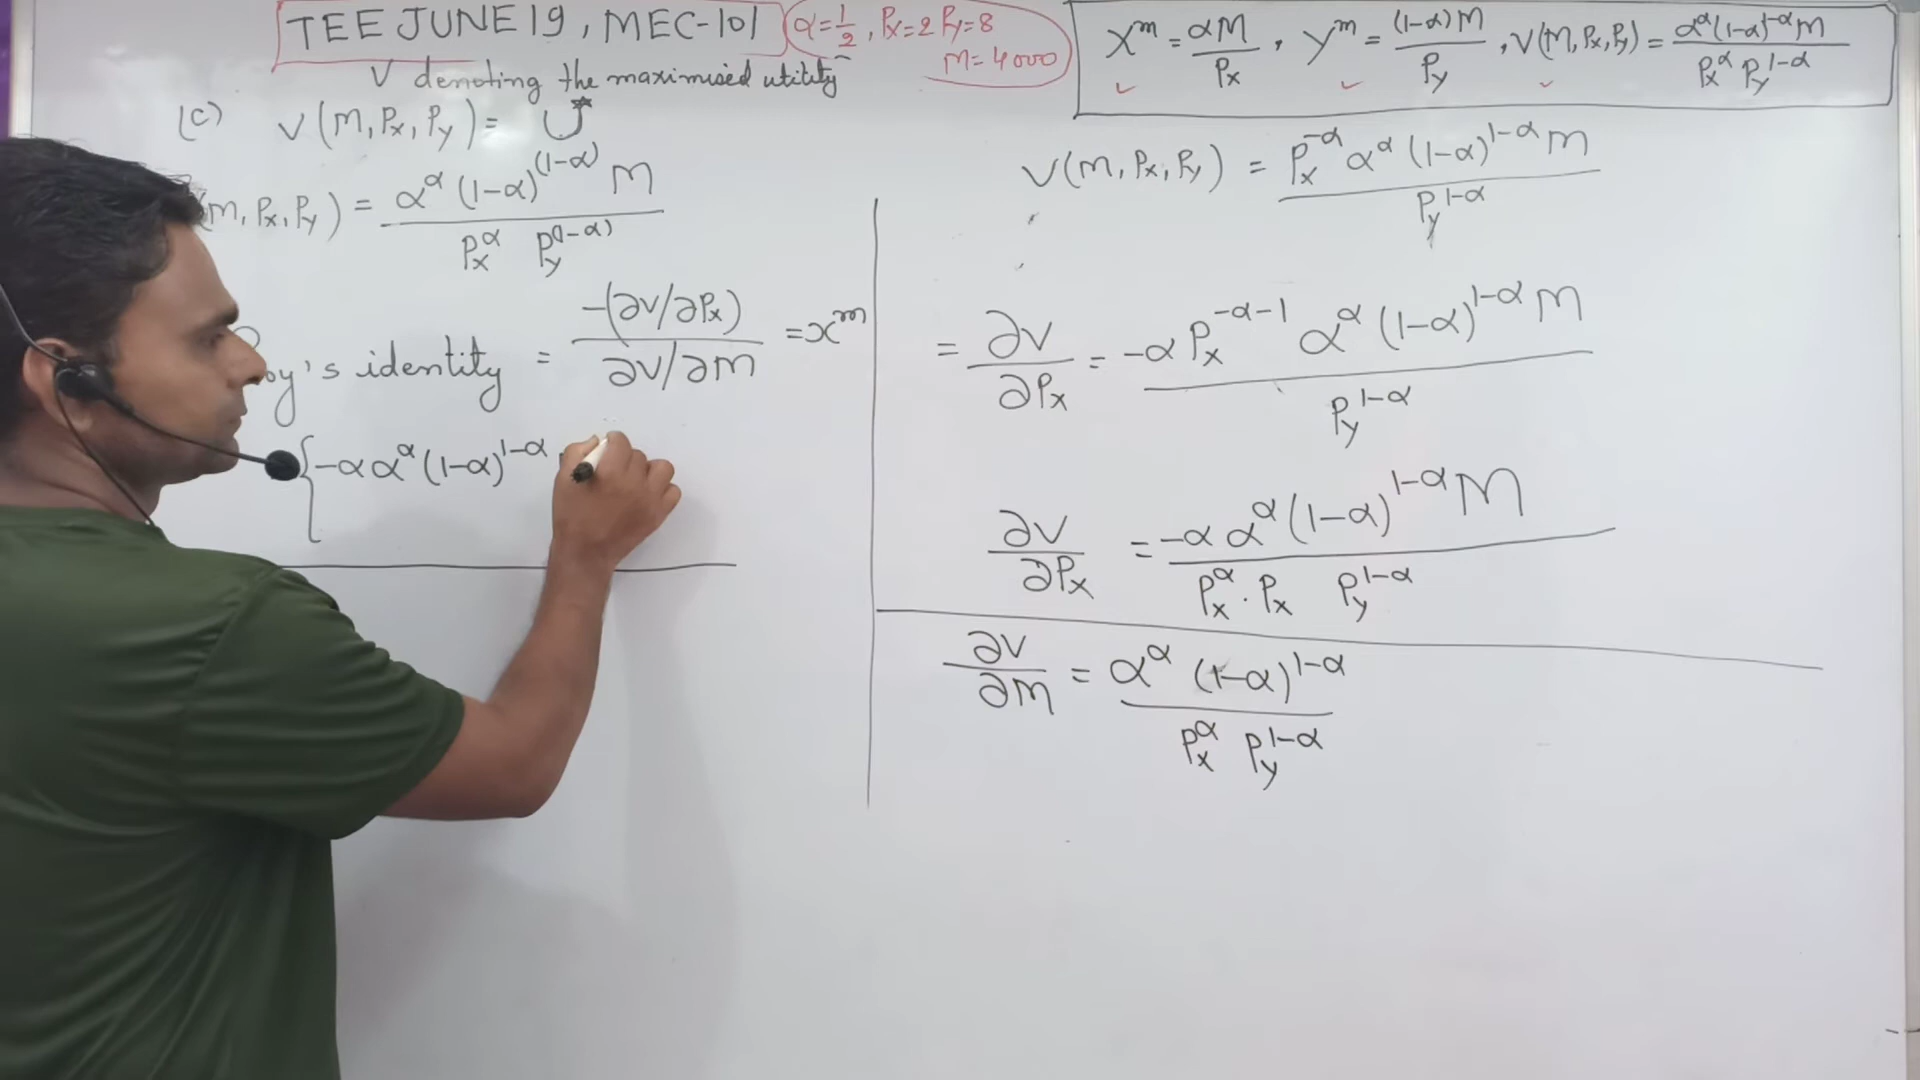 TEE JUNE 19, MEC-101
α=1/2, Px=2 Py=8
M=4000
V denoting the maximised utility
X^m = αM/Px, Y^m = (1-α)M/Py, V(M,Px,Py) = α^α(1-α)^1-α M / Px^α Py^1-α
(c) V(M,Px,Py) = U*
(M,Px,Py) = α^α (1-α)^(1-α) M / Px^α Py^(1-α)
oy's identity = -(∂V/∂Px) / ∂V/∂M = x^m
{-α α^α (1-α)^1-α
V(M,Px,Py) = Px^-α α^α (1-α)^1-α M / Py^1-α
= ∂V/∂Px = -α Px^-α-1 α^α (1-α)^1-α M / Py^1-α
∂V/∂Px = -α α^α (1-α)^1-α M / Px^α . Px Py^1-α
∂V/∂M = α^α (1-α)^1-α / Px^α Py^1-α